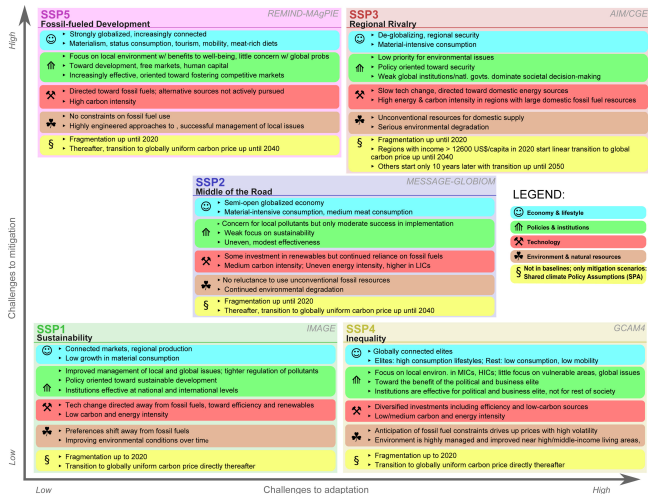 SSP5
REMIND-MAgPIE
Fossil-fueled Development
‣ Strongly globalized, increasingly connected
‣ Materialism, status consumption, tourism, mobility, meat-rich diets
‣ Focus on local environment w/ benefits to well-being, little concern w/ global probs
‣ Toward development, free markets, human capital
‣ Increasingly effective, oriented toward fostering competitive markets
‣ Directed toward fossil fuels; alternative sources not actively pursued
‣ High carbon intensity
‣ No constraints on fossil fuel use
‣ Highly engineered approaches to , successful management of local issues
§ ‣ Fragmentation up until 2020
‣ Thereafter, transition to globally uniform carbon price up until 2040
SSP3
AIM/CGE
Regional Rivalry
‣ De-globalizing, regional security
‣ Material-intensive consumption
‣ Low priority for environmental issues
‣ Policy oriented toward security
‣ Weak global institutions/natl. govts. dominate societal decision-making
‣ Slow tech change, directed toward domestic energy sources
‣ High energy & carbon intensity in regions with large domestic fossil fuel resources
‣ Unconventional resources for domestic supply
‣ Serious environmental degradation
§ ‣ Fragmentation up until 2020
‣ Regions with income > 12600 US$/capita in 2020 start linear transition to global
carbon price up until 2040
‣ Others start only 10 years later with transition up until 2050
SSP2
MESSAGE-GLOBIOM
Middle of the Road
‣ Semi-open globalized economy
‣ Material-intensive consumption, medium meat consumption
‣ Concern for local pollutants but only moderate success in implementation
‣ Weak focus on sustainability
‣ Uneven, modest effectiveness
‣ Some investment in renewables but continued reliance on fossil fuels
‣ Medium carbon intensity; Uneven energy intensity, higher in LICs
‣ No reluctance to use unconventional fossil resources
‣ Continued environmental degradation
§ ‣ Fragmentation up until 2020
‣ Thereafter, transition to globally uniform carbon price up until 2040
LEGEND:
Economy & lifestyle
Policies & institutions
Technology
Environment & natural resources
§ Not in baselines; only mitigation scenarios:
Shared climate Policy Assumptions (SPA)
SSP1
IMAGE
Sustainability
‣ Connected markets, regional production
‣ Low growth in material consumption
‣ Improved management of local and global issues; tighter regulation of pollutants
‣ Policy oriented toward sustainable development
‣ Institutions effective at national and international levels
‣ Tech change directed away from fossil fuels, toward efficiency and renewables
‣ Low carbon and energy intensity
‣ Preferences shift away from fossil fuels
‣ Improving environmental conditions over time
§ ‣ Fragmentation up to 2020
‣ Transition to globally uniform carbon price directly thereafter
SSP4
GCAM4
Inequality
‣ Globally connected elites
‣ Elites: high consumption lifestyles; Rest: low consumption, low mobility
‣ Focus on local environ. in MICs, HICs; little focus on vulnerable areas, global issues
‣ Toward the benefit of the political and business elite
‣ Institutions are effective for political and business elite, not for rest of society
‣ Diversified investments including efficiency and low-carbon sources
‣ Low/medium carbon and energy intensity
‣ Anticipation of fossil fuel constraints drives up prices with high volatility
‣ Environment is highly managed and improved near high/middle-income living areas,
§ ‣ Fragmentation up to 2020
‣ Transition to globally uniform carbon price directly thereafter
High
Challenges to mitigation
Low
Low
Challenges to adaptation
High